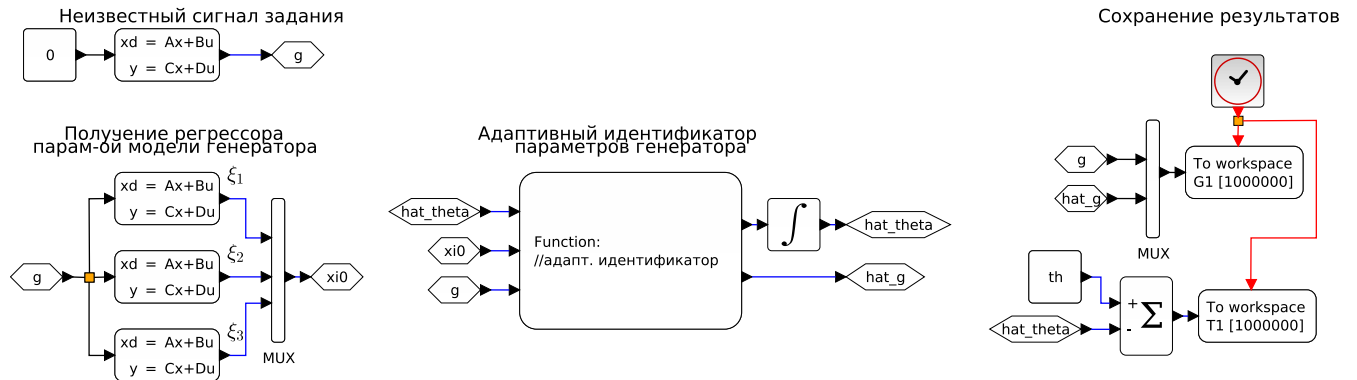 Неизвестный сигнал задания
0
xd = Ax+Bu
y = Cx+Du
g
Получение регрессора
парам-ой модели генератора
g
xd = Ax+Bu
y = Cx+Du
ξ1
xd = Ax+Bu
y = Cx+Du
ξ2
xd = Ax+Bu
y = Cx+Du
ξ3
MUX
xi0
Адаптивный идентификатор
параметров генератора
hat_theta
xi0
g
Function:
//адапт. идентификатор
∫
hat_theta
hat_g
Сохранение результатов
g
hat_g
MUX
To workspace
G1 [1000000]
th
hat_theta
+
-
Σ
To workspace
T1 [1000000]